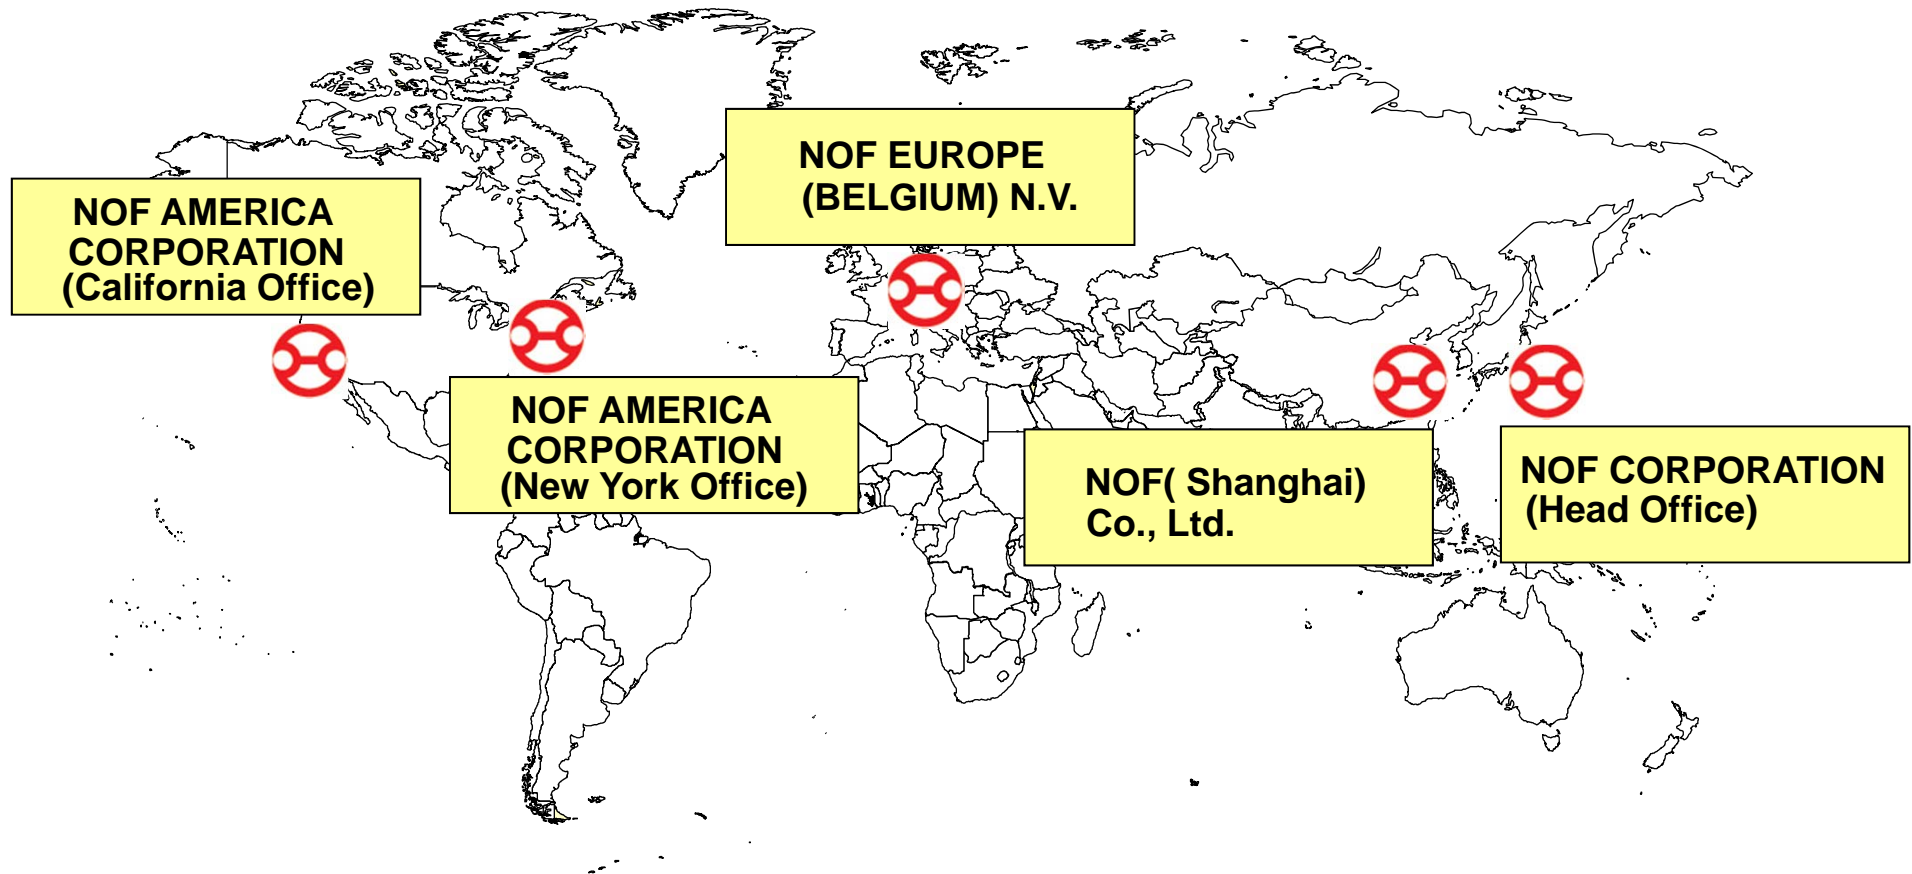 NOF EUROPE
(BELGIUM) N.V.
NOF AMERICA
CORPORATION
(California Office)
NOF AMERICA
CORPORATION
(New York Office)
NOF( Shanghai)
Co., Ltd.
NOF CORPORATION
(Head Office)